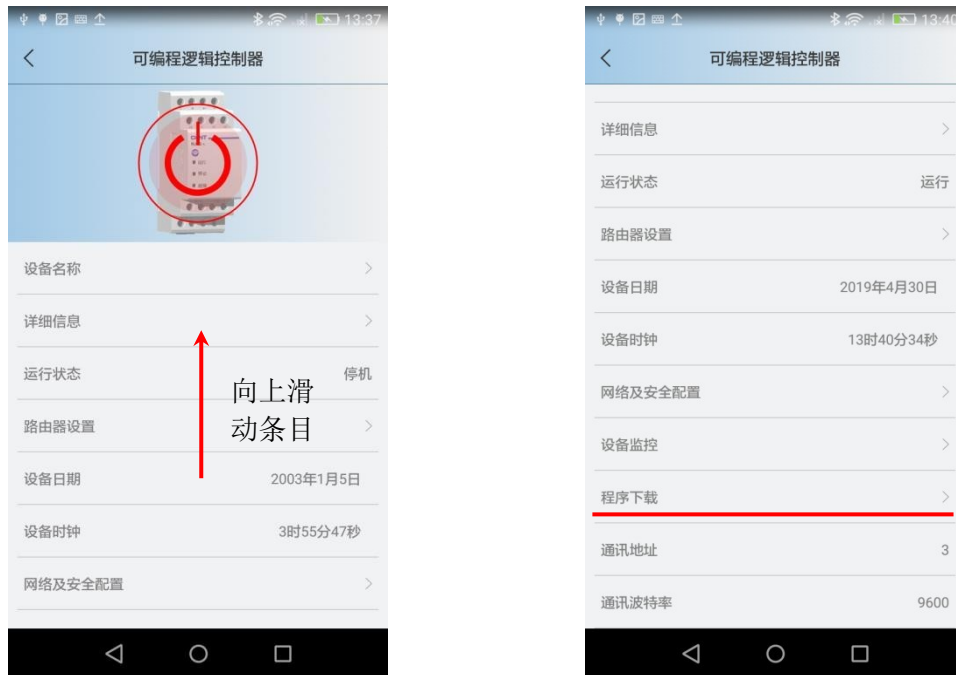 13:37
可编程逻辑控制器
设备名称
详细信息
运行状态 停机
路由器设置
设备日期 2003年1月5日
设备时钟 3时55分47秒
网络及安全配置
向上滑
动条目
13:40
可编程逻辑控制器
详细信息
运行状态 运行
路由器设置
设备日期 2019年4月30日
设备时钟 13时40分34秒
网络及安全配置
设备监控
程序下载
通讯地址 3
通讯波特率 9600